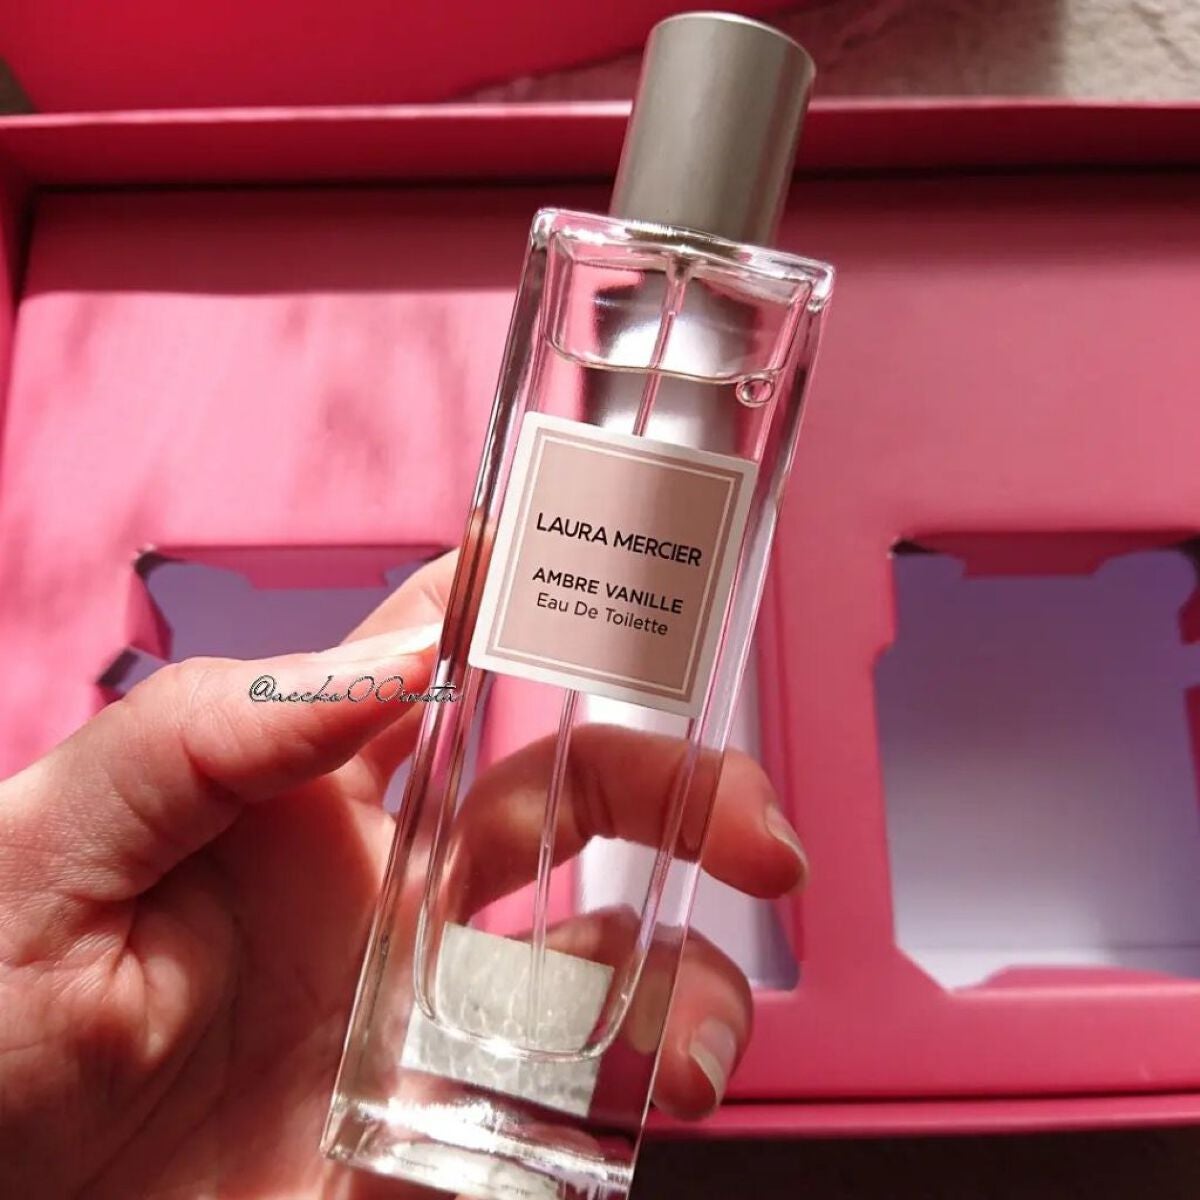 LAURA MERCIER
AMBRE VANILLE
Eau De Toilette